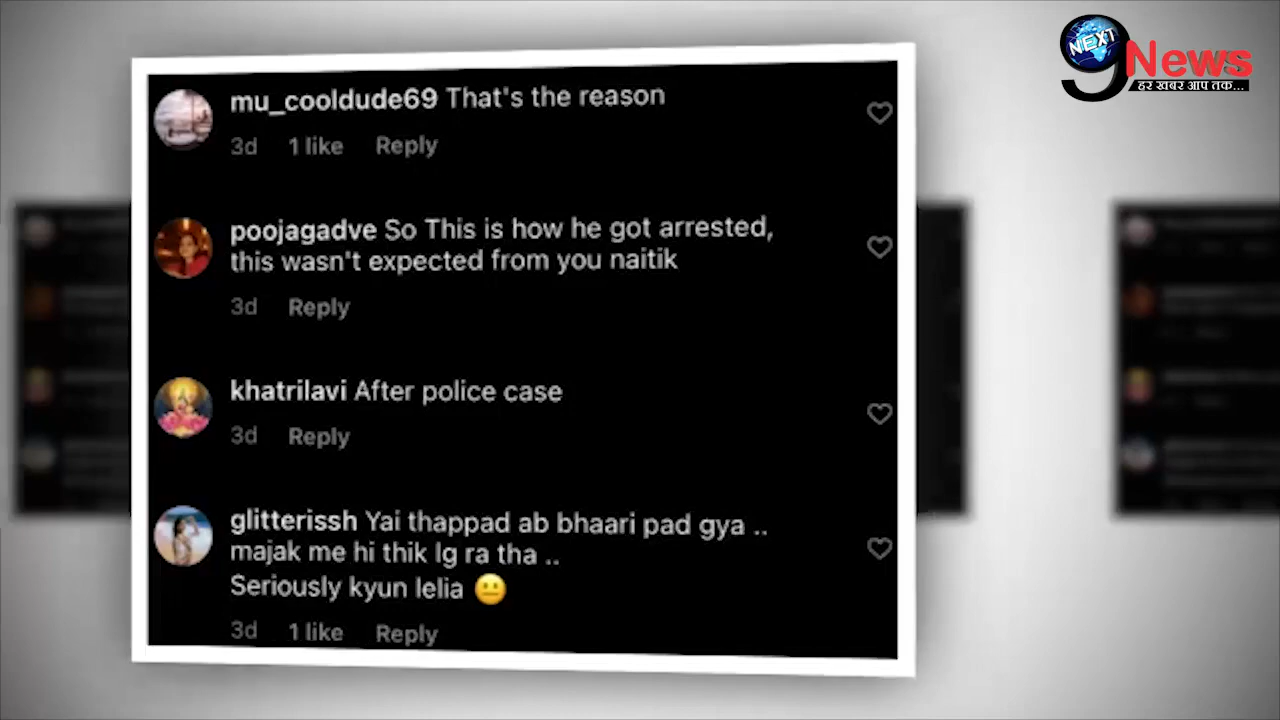 NEXT
9 News
हर खबर आप तक...
mu_cooldude69 That's the reason
3d 1 like Reply
poojagadve So This is how he got arrested,
this wasn't expected from you naitik
3d Reply
khatrilavi After police case
3d Reply
glitterissh Yai thappad ab bhaari pad gya ..
majak me hi thik lg ra tha ..
Seriously kyun lelia 😐
3d 1 like Reply